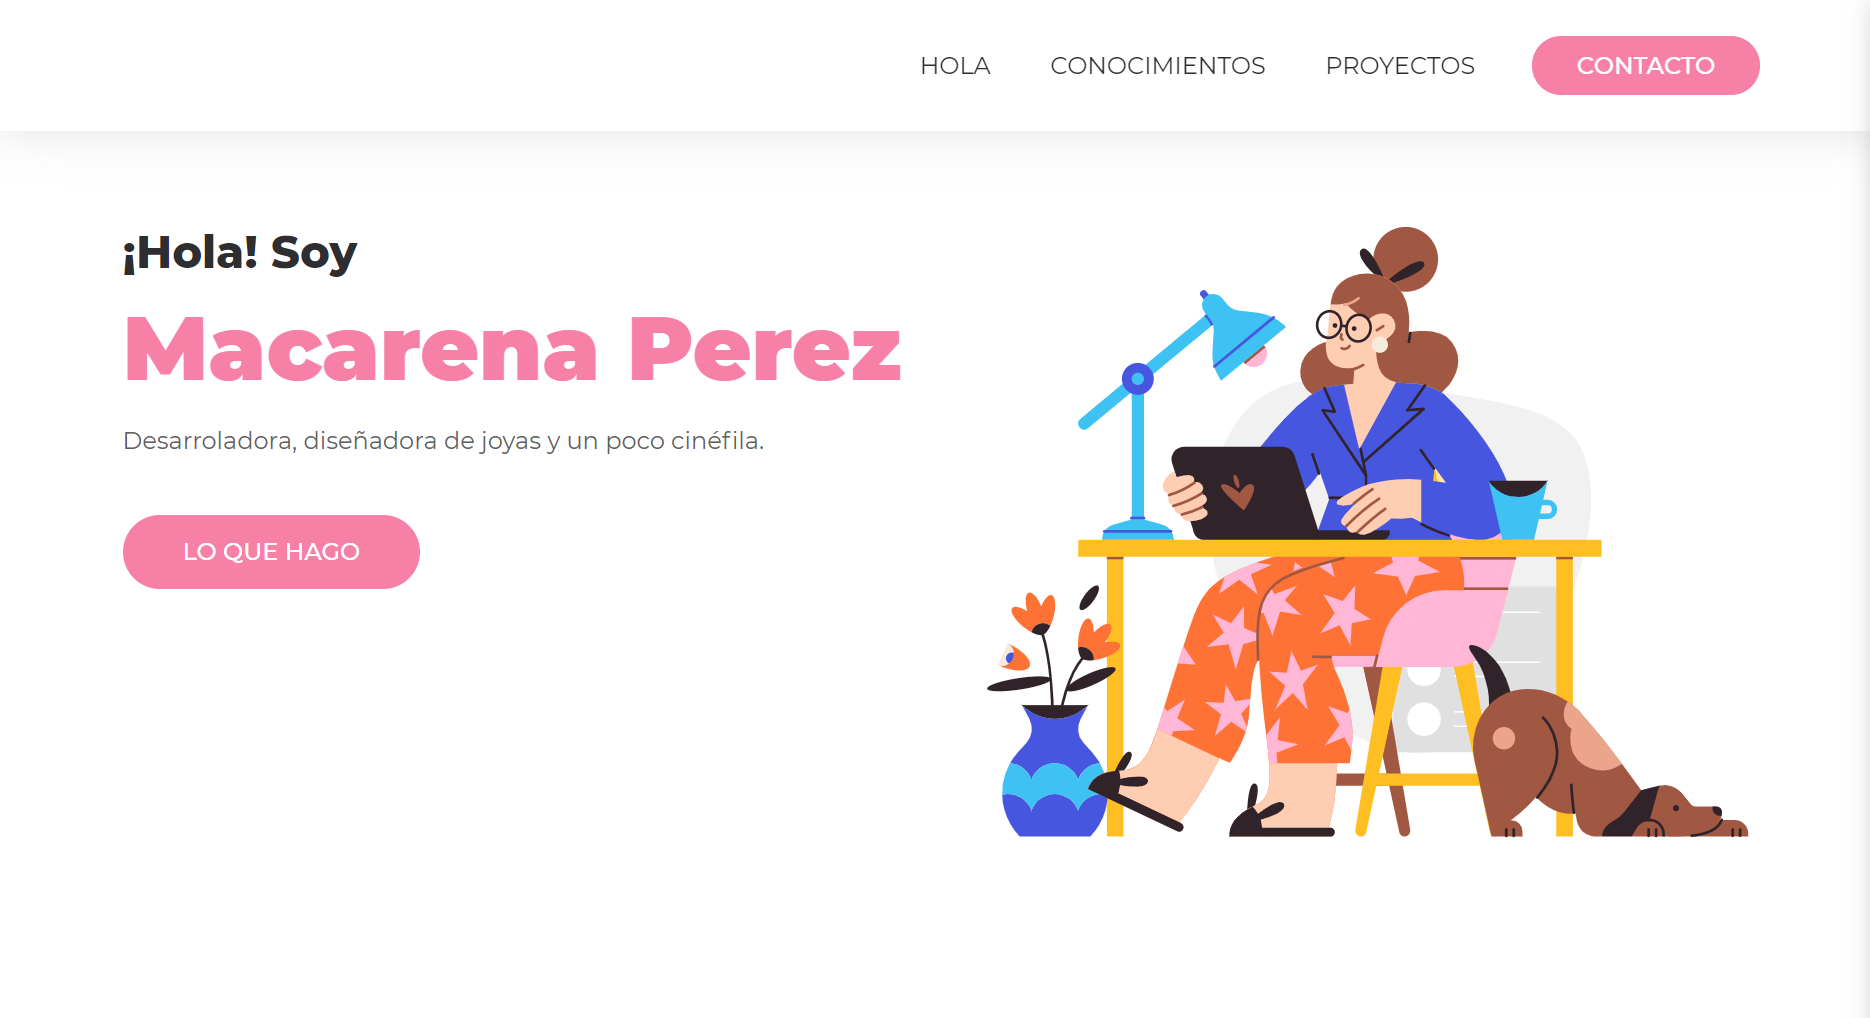 HOLA CONOCIMIENTOS PROYECTOS CONTACTO
¡Hola! Soy
Macarena Perez
Desarroladora, diseñadora de joyas y un poco cinéfila.
LO QUE HAGO